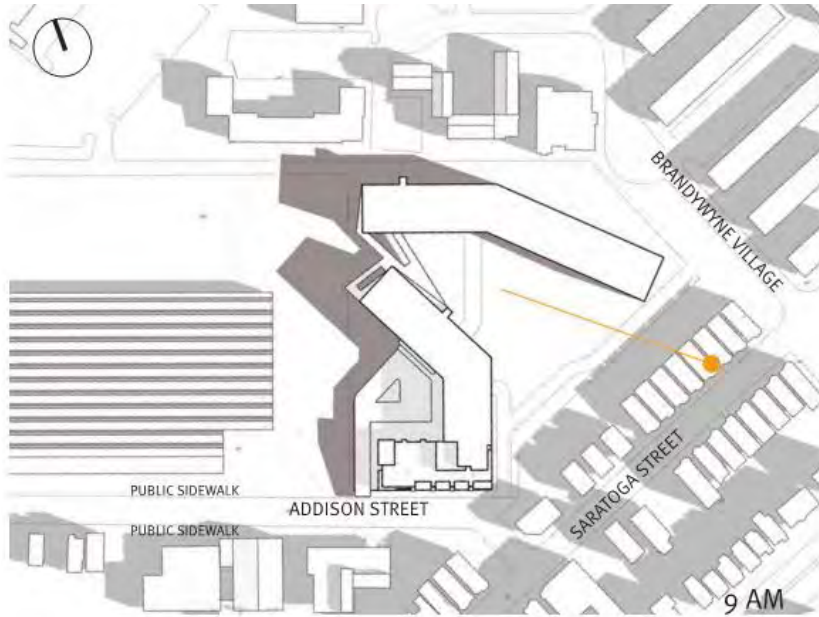 BRANDYWYNE VILLAGE
PUBLIC SIDEWALK
ADDISON STREET
SARATOGA STREET
PUBLIC SIDEWALK
9 AM